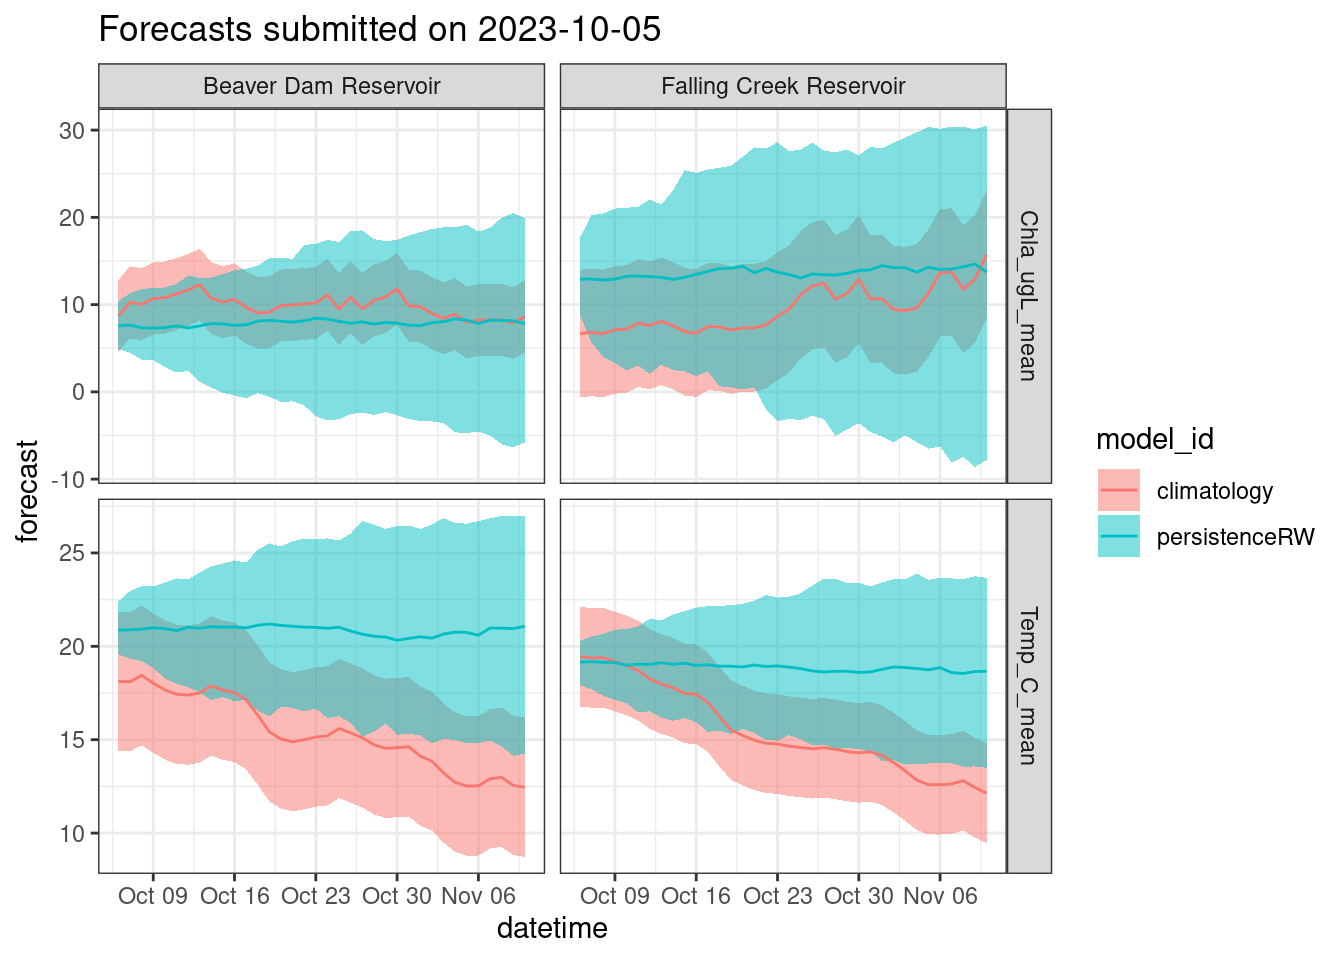 Forecasts submitted on 2023-10-05
Beaver Dam Reservoir
Falling Creek Reservoir
30
20
10
0
-10
Chla_ugL_mean
25
20
15
10
Temp_C_mean
forecast
Oct 09 Oct 16 Oct 23 Oct 30 Nov 06
Oct 09 Oct 16 Oct 23 Oct 30 Nov 06
datetime
model_id
climatology
persistenceRW